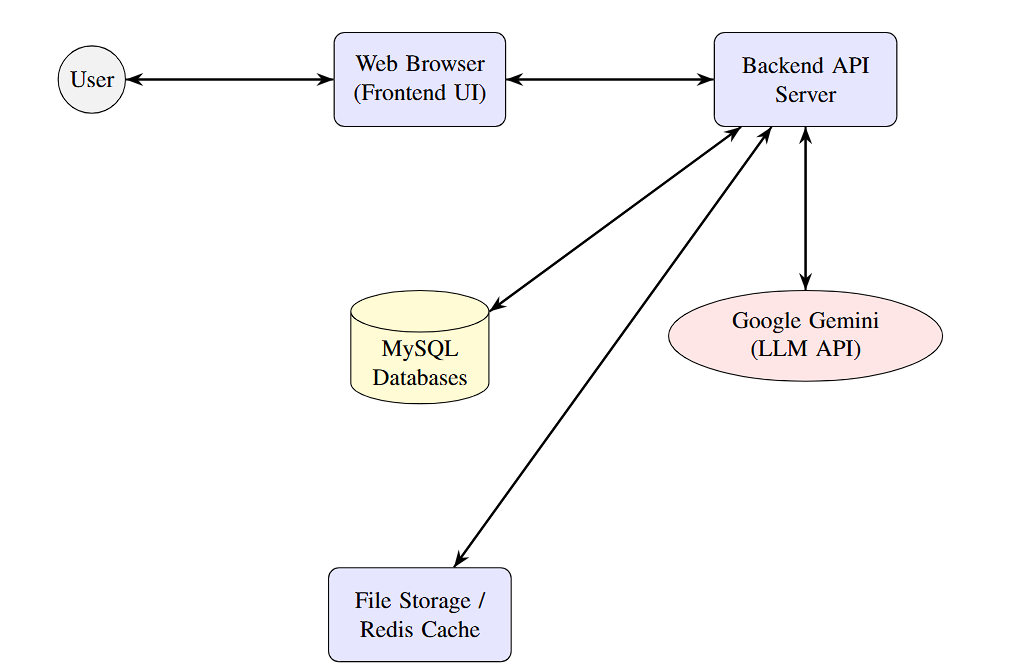 User
Web Browser
(Frontend UI)
Backend API
Server
MySQL
Databases
Google Gemini
(LLM API)
File Storage /
Redis Cache